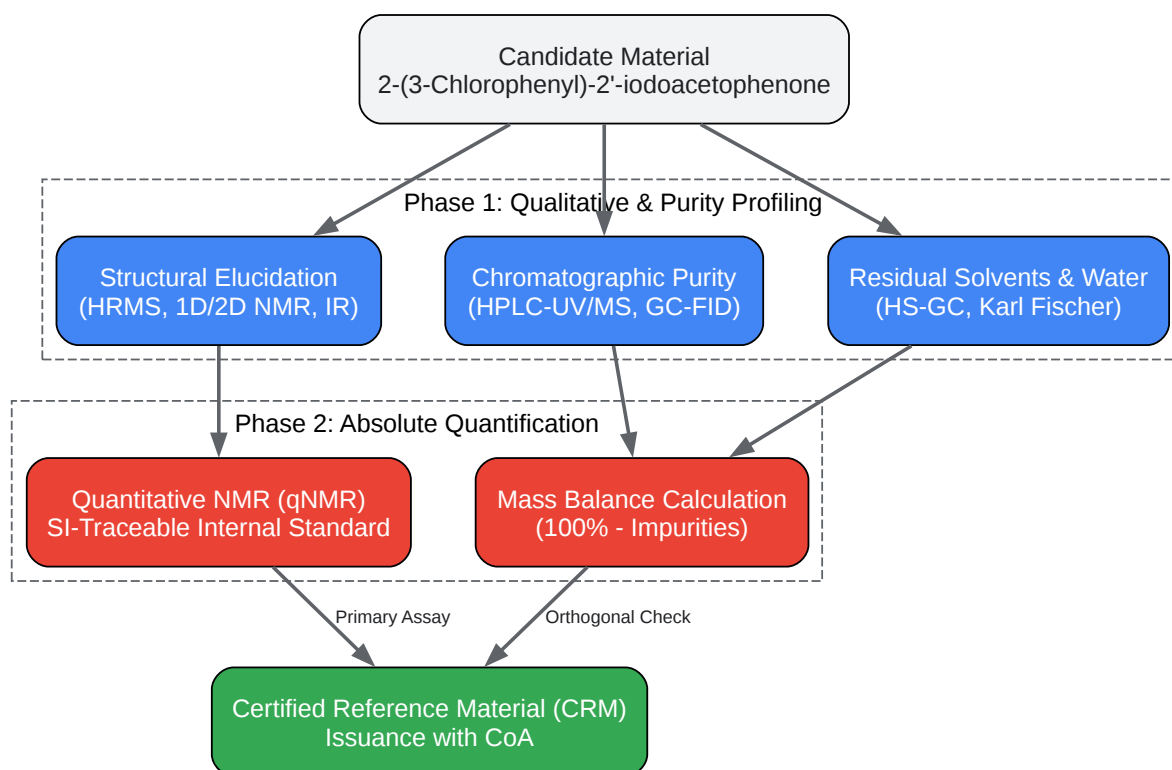 Candidate Material
2-(3-Chlorophenyl)-2'-iodoacetophenone
Phase 1: Qualitative & Purity Profiling
Structural Elucidation
(HRMS, 1D/2D NMR, IR)
Chromatographic Purity
(HPLC-UV/MS, GC-FID)
Residual Solvents & Water
(HS-GC, Karl Fischer)
Phase 2: Absolute Quantification
Quantitative NMR (qNMR)
SI-Traceable Internal Standard
Mass Balance Calculation
(100% - Impurities)
Primary Assay
Orthogonal Check
Certified Reference Material (CRM)
Issuance with CoA